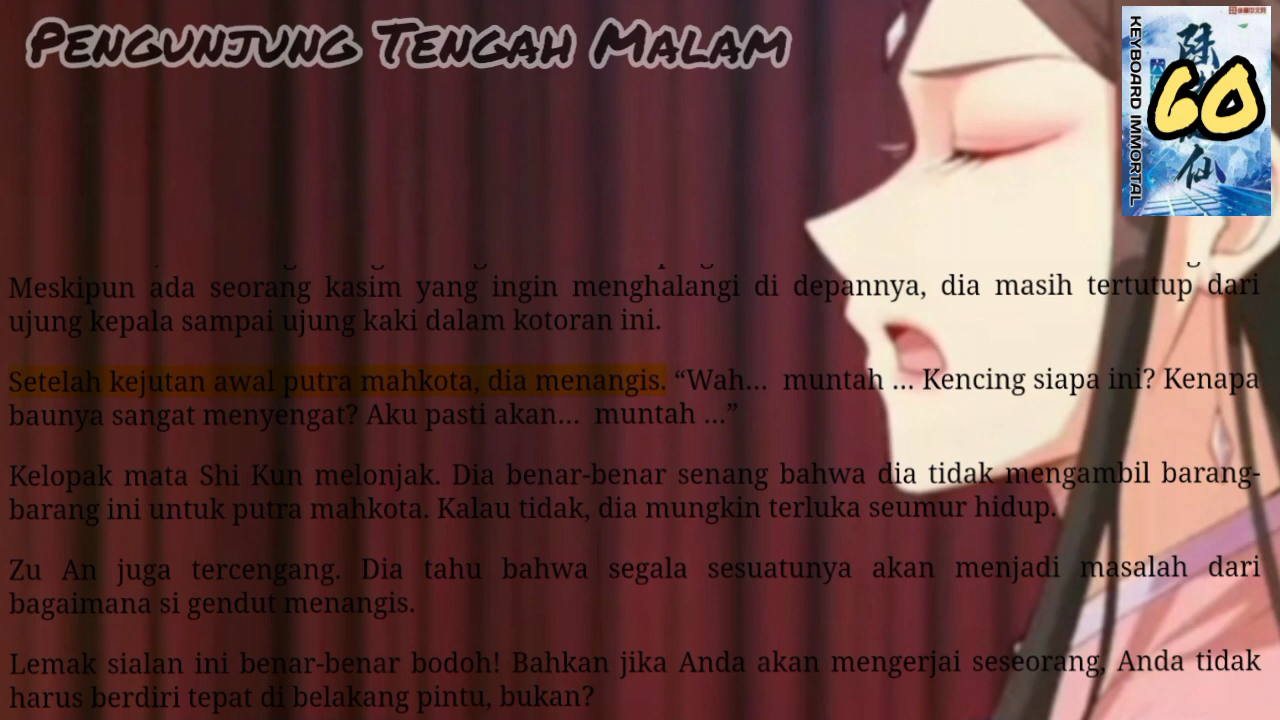 Pengunjung Tengah Malam
KEYBOARD IMMORTAL
60
Meskipun ada seorang kasim yang ingin menghalangi di depannya, dia masih tertutup dari
ujung kepala sampai ujung kaki dalam kotoran ini.
Setelah kejutan awal putra mahkota, dia menangis. “Wah... muntah ... Kencing siapa ini? Kenapa
baunya sangat menyengat? Aku pasti akan... muntah ...”
Kelopak mata Shi Kun melonjak. Dia benar-benar senang bahwa dia tidak mengambil barang-
barang ini untuk putra mahkota. Kalau tidak, dia mungkin terluka seumur hidup.
Zu An juga tercengang. Dia tahu bahwa segala sesuatunya akan menjadi masalah dari
bagaimana si gendut menangis.
Lemak sialan ini benar-benar bodoh! Bahkan jika Anda akan mengerjai seseorang, Anda tidak
harus berdiri tepat di belakang pintu, bukan?